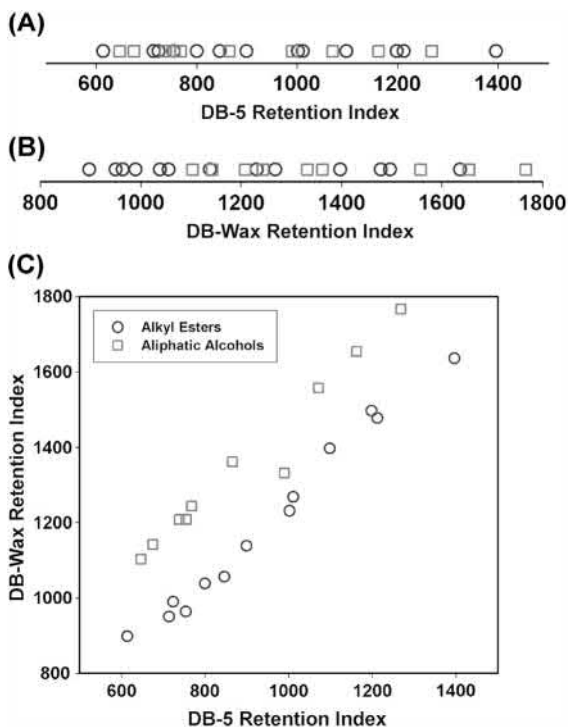 (A)
600 800 1000 1200 1400
DB-5 Retention Index
(B)
800 1000 1200 1400 1600 1800
DB-Wax Retention Index
(C)
1800
1600
1400
1200
1000
800
DB-Wax Retention Index
Alkyl Esters
Aliphatic Alcohols
600 800 1000 1200 1400
DB-5 Retention Index